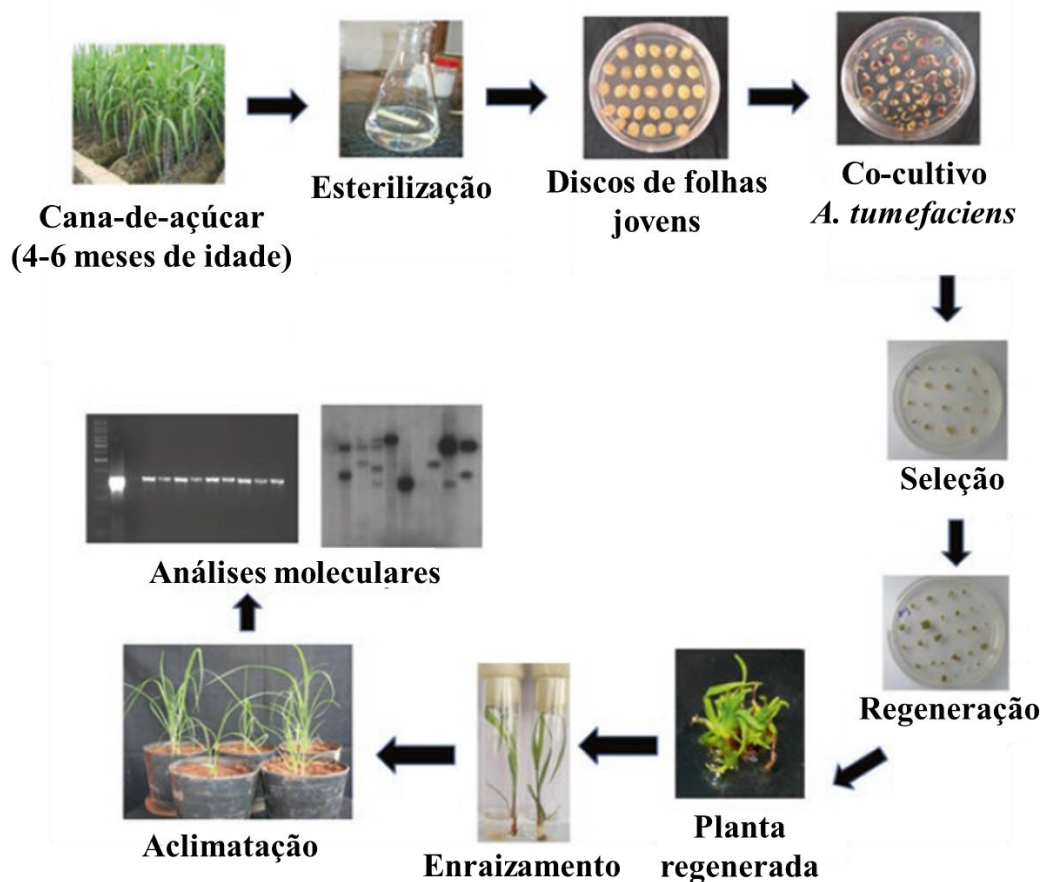 Cana-de-açúcar
(4-6 meses de idade)
Esterilização
Discos de folhas
jovens
Co-cultivo
A. tumefaciens
Seleção
Regeneração
Planta
regenerada
Enraizamento
Aclimatação
Análises moleculares